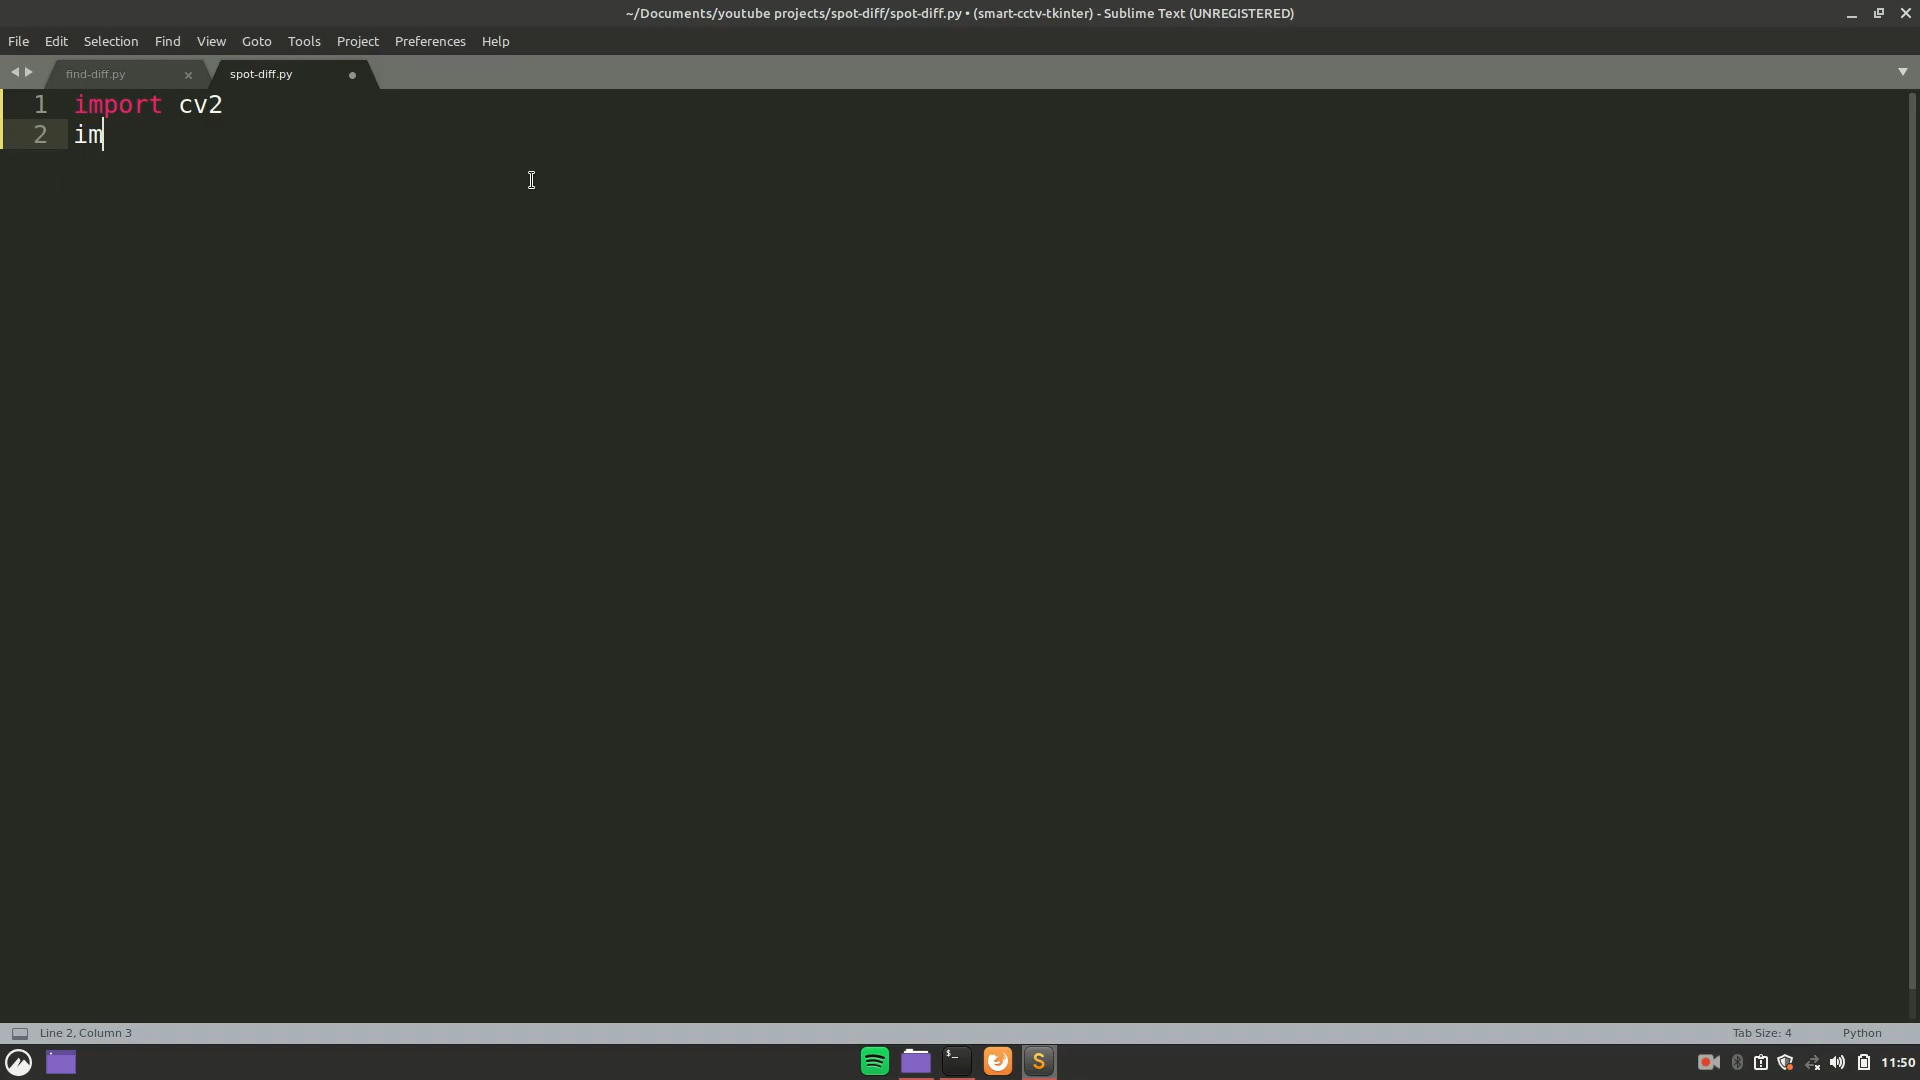 ~/Documents/youtube projects/spot-diff/spot-diff.py • (smart-cctv-tkinter) - Sublime Text (UNREGISTERED)
File Edit Selection Find View Goto Tools Project Preferences Help
find-diff.py spot-diff.py
1 import cv2
2 im
Line 2, Column 3 Tab Size: 4 Python
$_ S 11:50